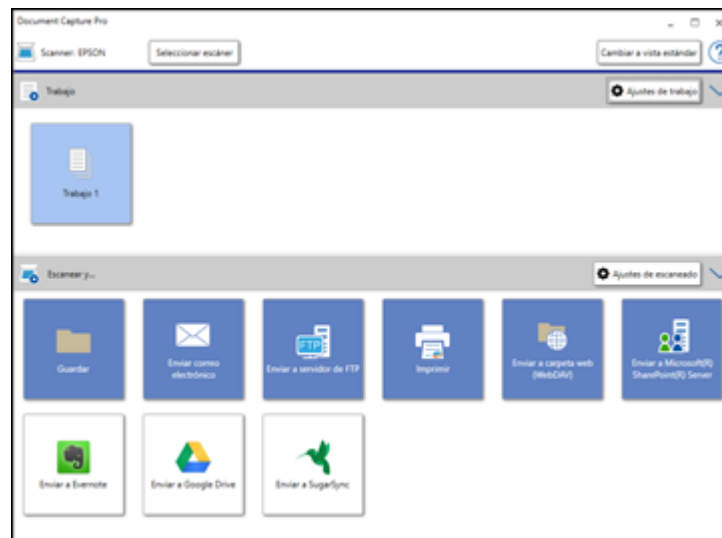 Document Capture Pro
Scanner: EPSON
Seleccionar escáner
Cambiar a vista estándar
?
Trabajo
Ajustes de trabajo
Trabajo 1
Escanear y...
Ajustes de escaneado
Guardar
Enviar correo
electrónico
FTP
Enviar a servidor de FTP
Imprimir
Enviar a carpeta web
(WebDAV)
Enviar a Microsoft(R)
SharePoint(R) Server
Enviar a Evernote
Enviar a Google Drive
Enviar a SugarSync